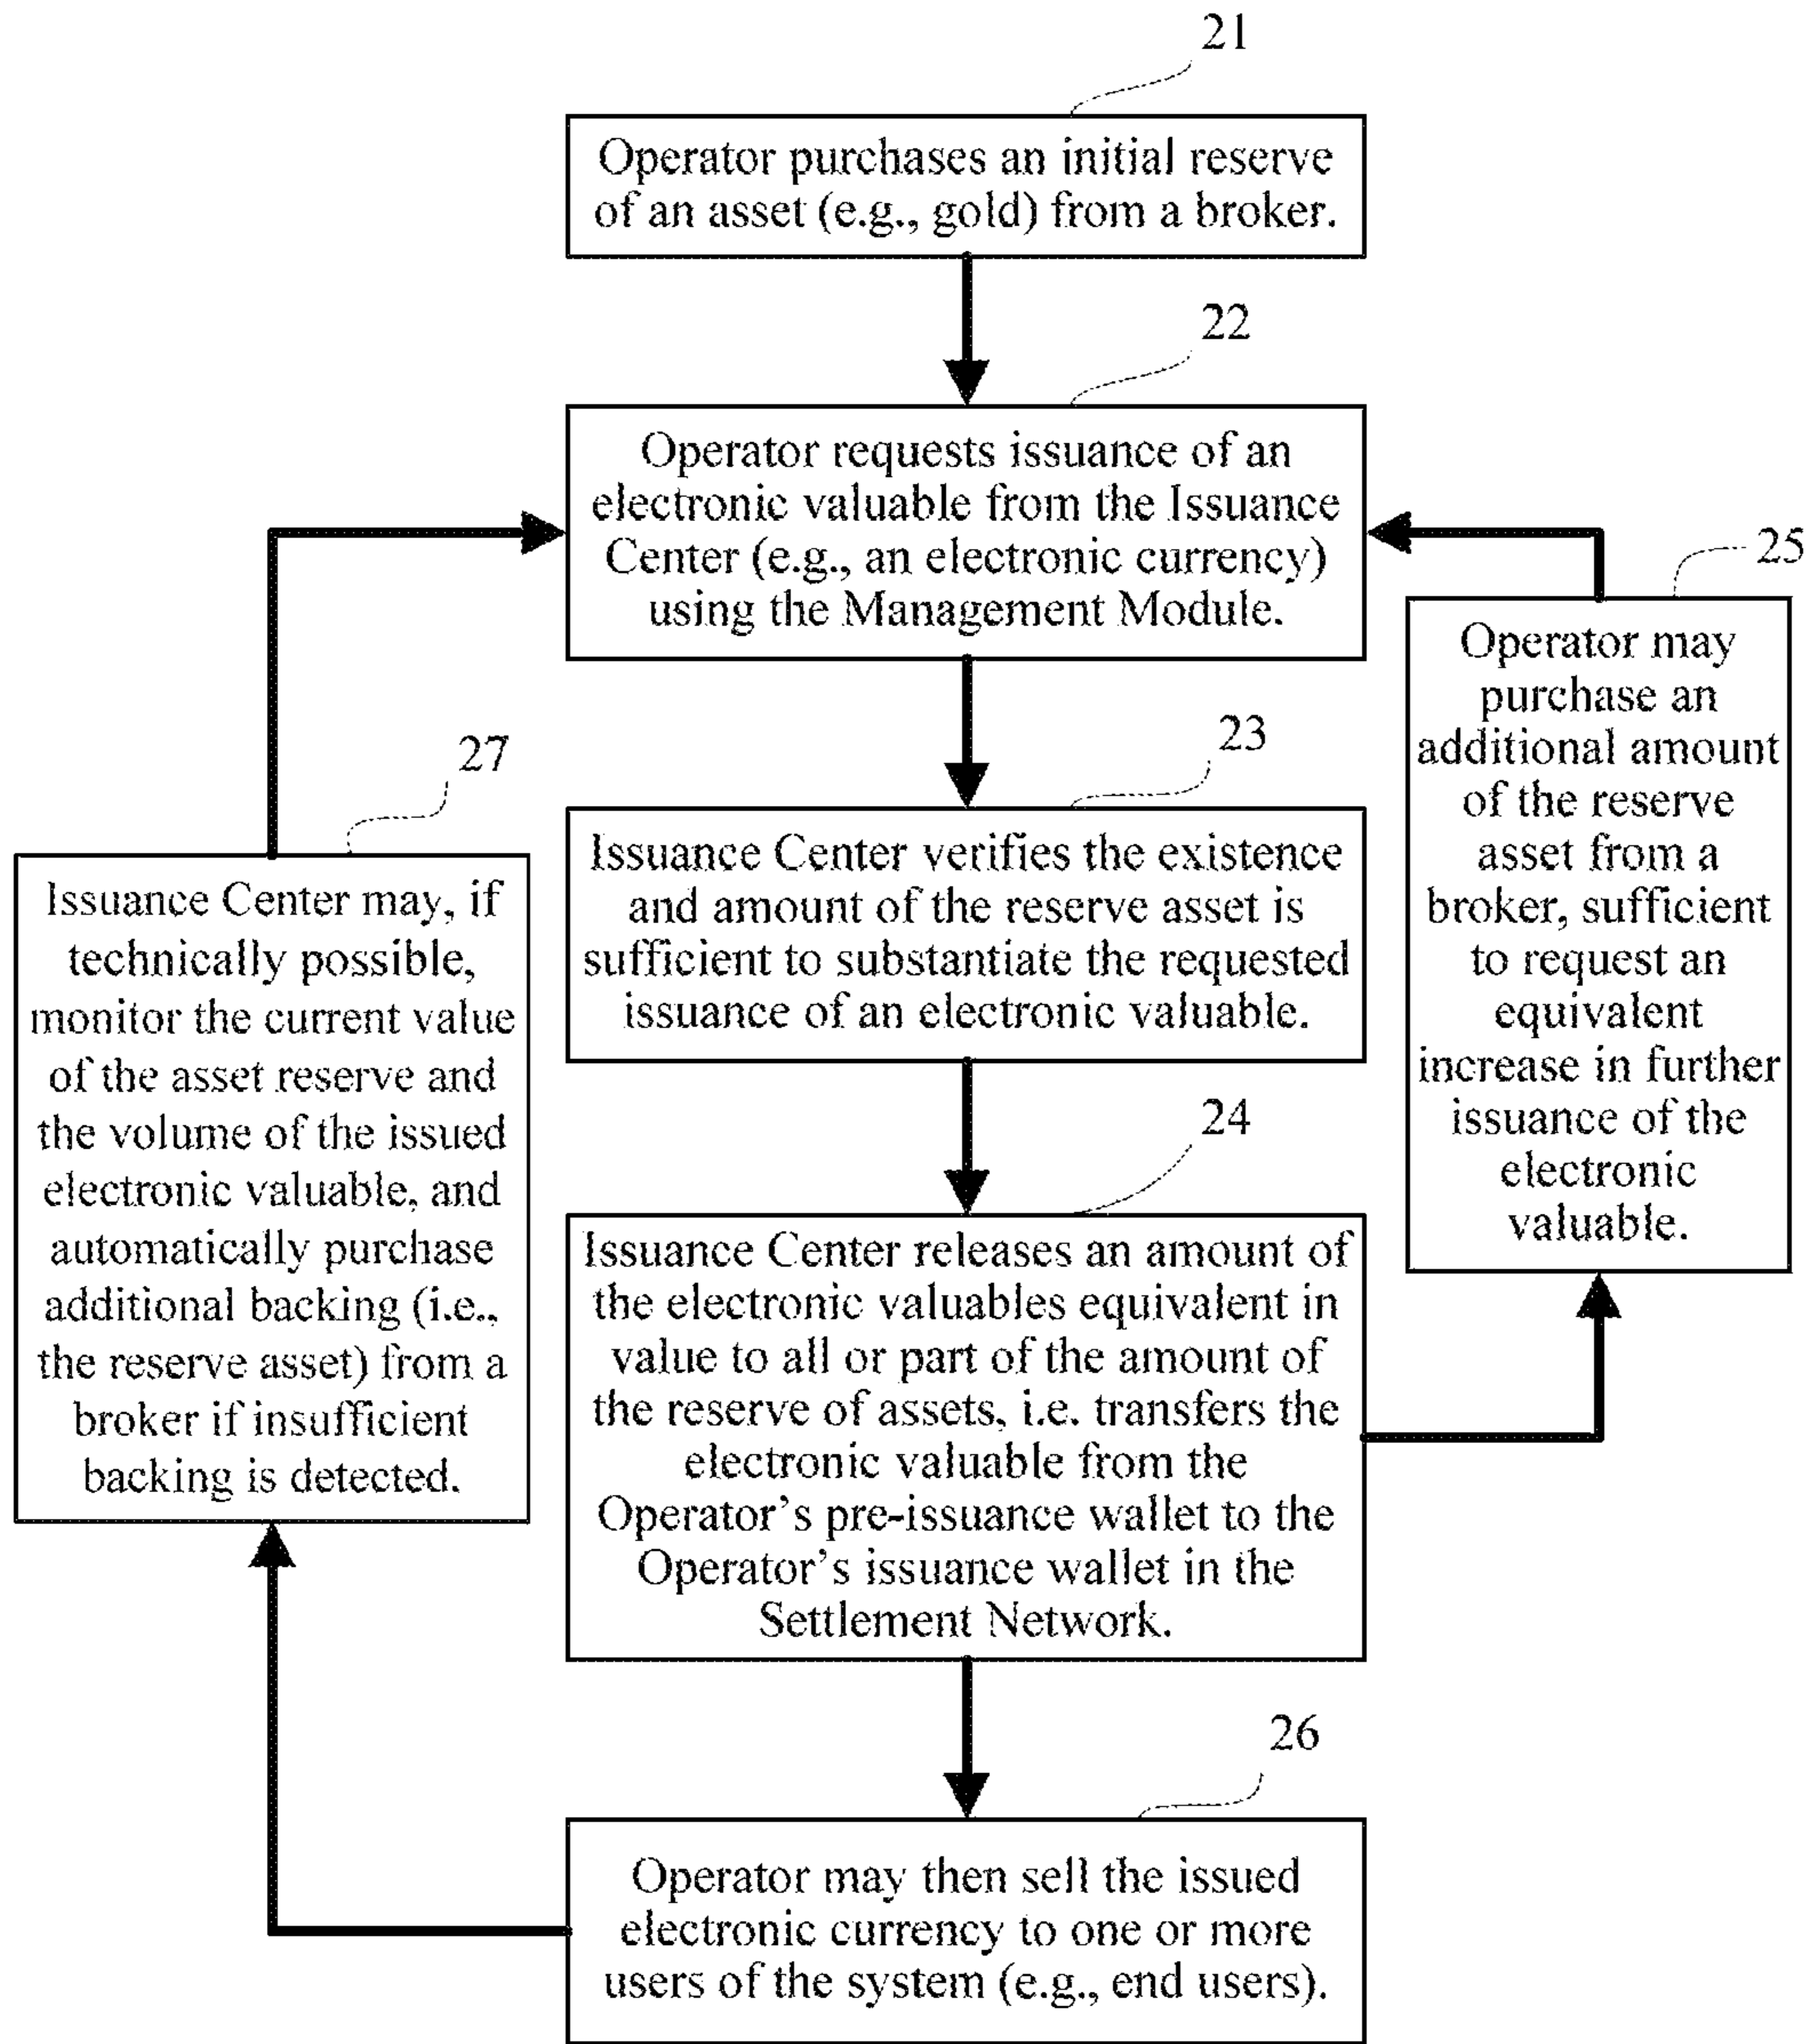 21
Operator purchases an initial reserve
of an asset (e.g., gold) from a broker.
22
Operator requests issuance of an
electronic valuable from the Issuance
Center (e.g., an electronic currency)
using the Management Module.
23
Issuance Center verifies the existence
and amount of the reserve asset is
sufficient to substantiate the requested
issuance of an electronic valuable.
24
Issuance Center releases an amount of
the electronic valuables equivalent in
value to all or part of the amount of
the reserve of assets, i.e. transfers the
electronic valuable from the
Operator’s pre-issuance wallet to the
Operator’s issuance wallet in the
Settlement Network.
25
Operator may
purchase an
additional amount
of the reserve
asset from a
broker, sufficient
to request an
equivalent
increase in further
issuance of the
electronic
valuable.
26
Operator may then sell the issued
electronic currency to one or more
users of the system (e.g., end users).
27
Issuance Center may, if
technically possible,
monitor the current value
of the asset reserve and
the volume of the issued
electronic valuable, and
automatically purchase
additional backing (i.e.,
the reserve asset) from a
broker if insufficient
backing is detected.